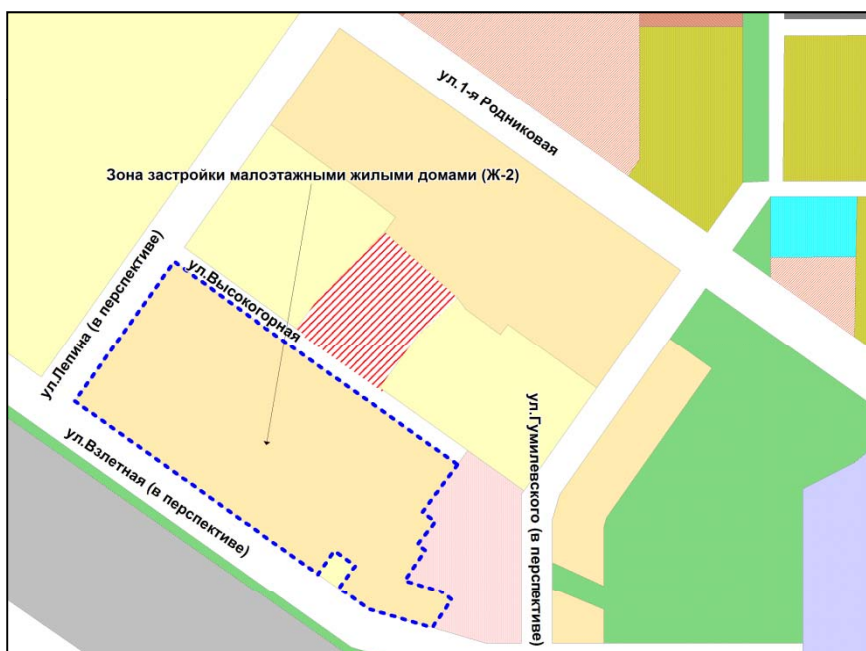 ул.1-я Родниковая
Зона застройки малоэтажными жилыми домами (Ж-2)
ул.Высокогорная
ул.Лепина (в перспективе)
ул.Взлетная (в перспективе)
ул.Гумилевского (в перспективе)